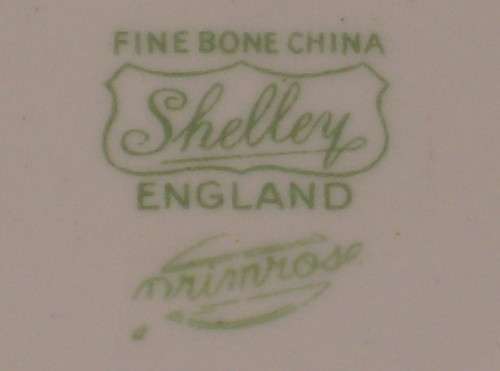 FINE BONE CHINA
Shelley
ENGLAND
primrose